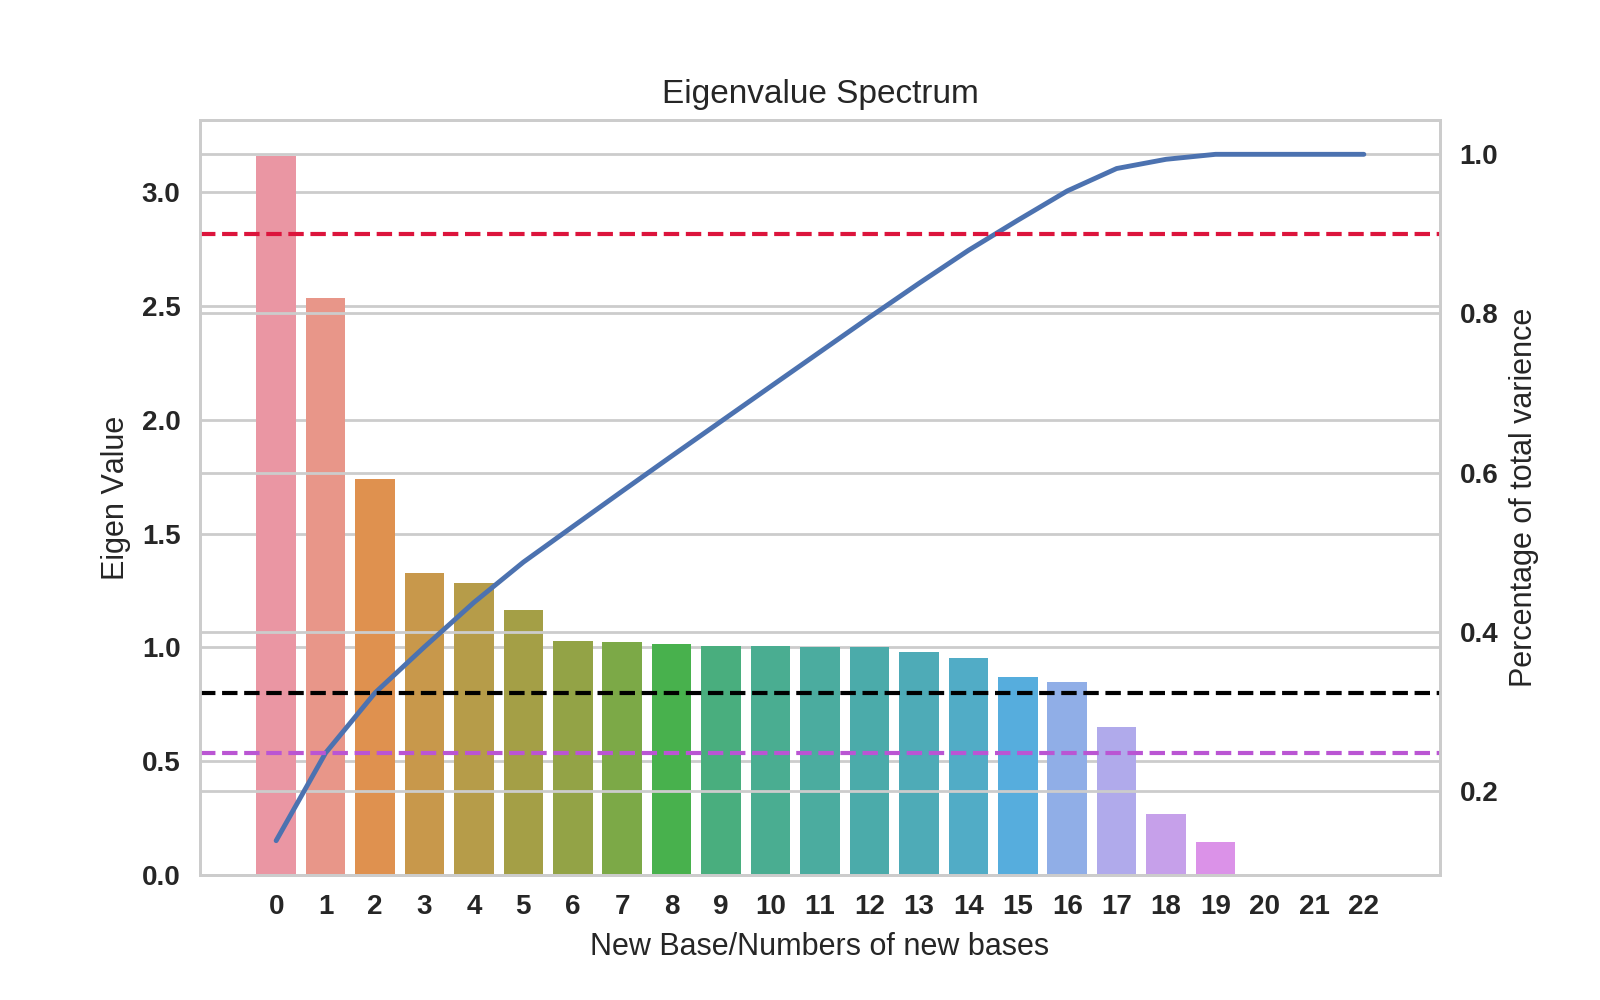 Eigenvalue Spectrum
3.0
2.5
2.0
1.5
1.0
0.5
0.0
Eigen Value
1.0
0.8
0.6
0.4
0.2
Percentage of total varience
0 1 2 3 4 5 6 7 8 9 10 11 12 13 14 15 16 17 18 19 20 21 22
New Base/Numbers of new bases